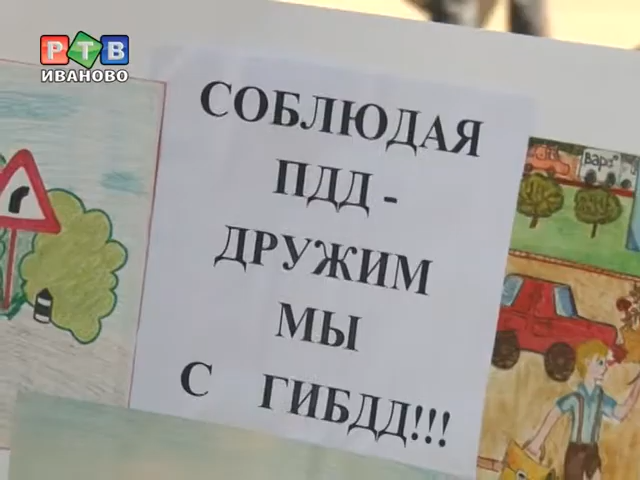 РТВ
ИВАНОВО
СОБЛЮДАЯ
ПДД -
ДРУЖИМ
МЫ
С ГИБДД!!!